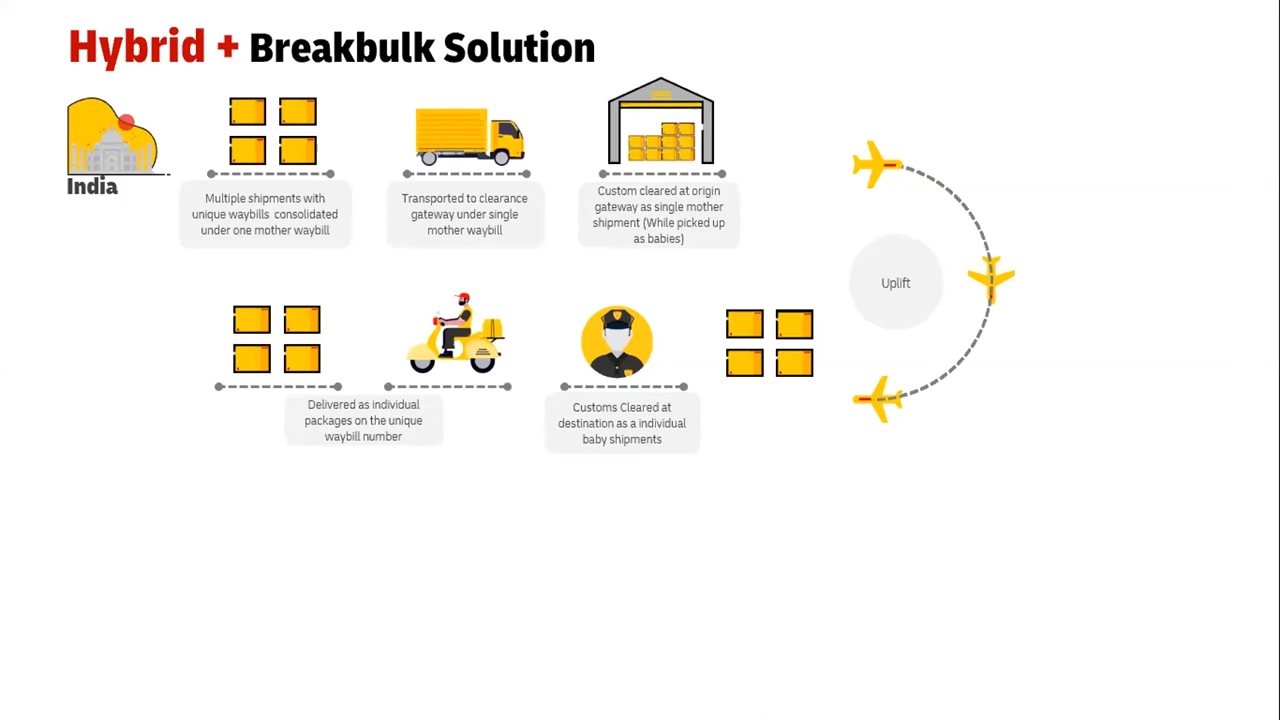 Hybrid + Breakbulk Solution
India
Multiple shipments with
unique waybills consolidated
under one mother waybill
Transported to clearance
gateway under single
mother waybill
Custom cleared at origin
gateway as single mother
shipment (While picked up
as babies)
Uplift
Delivered as individual
packages on the unique
waybill number
Customs Cleared at
destination as a individual
baby shipments